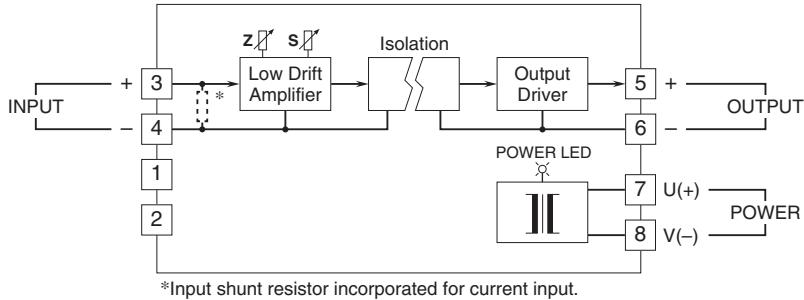 Z S
Isolation
INPUT
+ 3
*
Low Drift
Amplifier
Output
Driver
5 +
OUTPUT
– 4
6 –
1
2
POWER LED
7 U(+)
POWER
8 V(–)
*Input shunt resistor incorporated for current input.